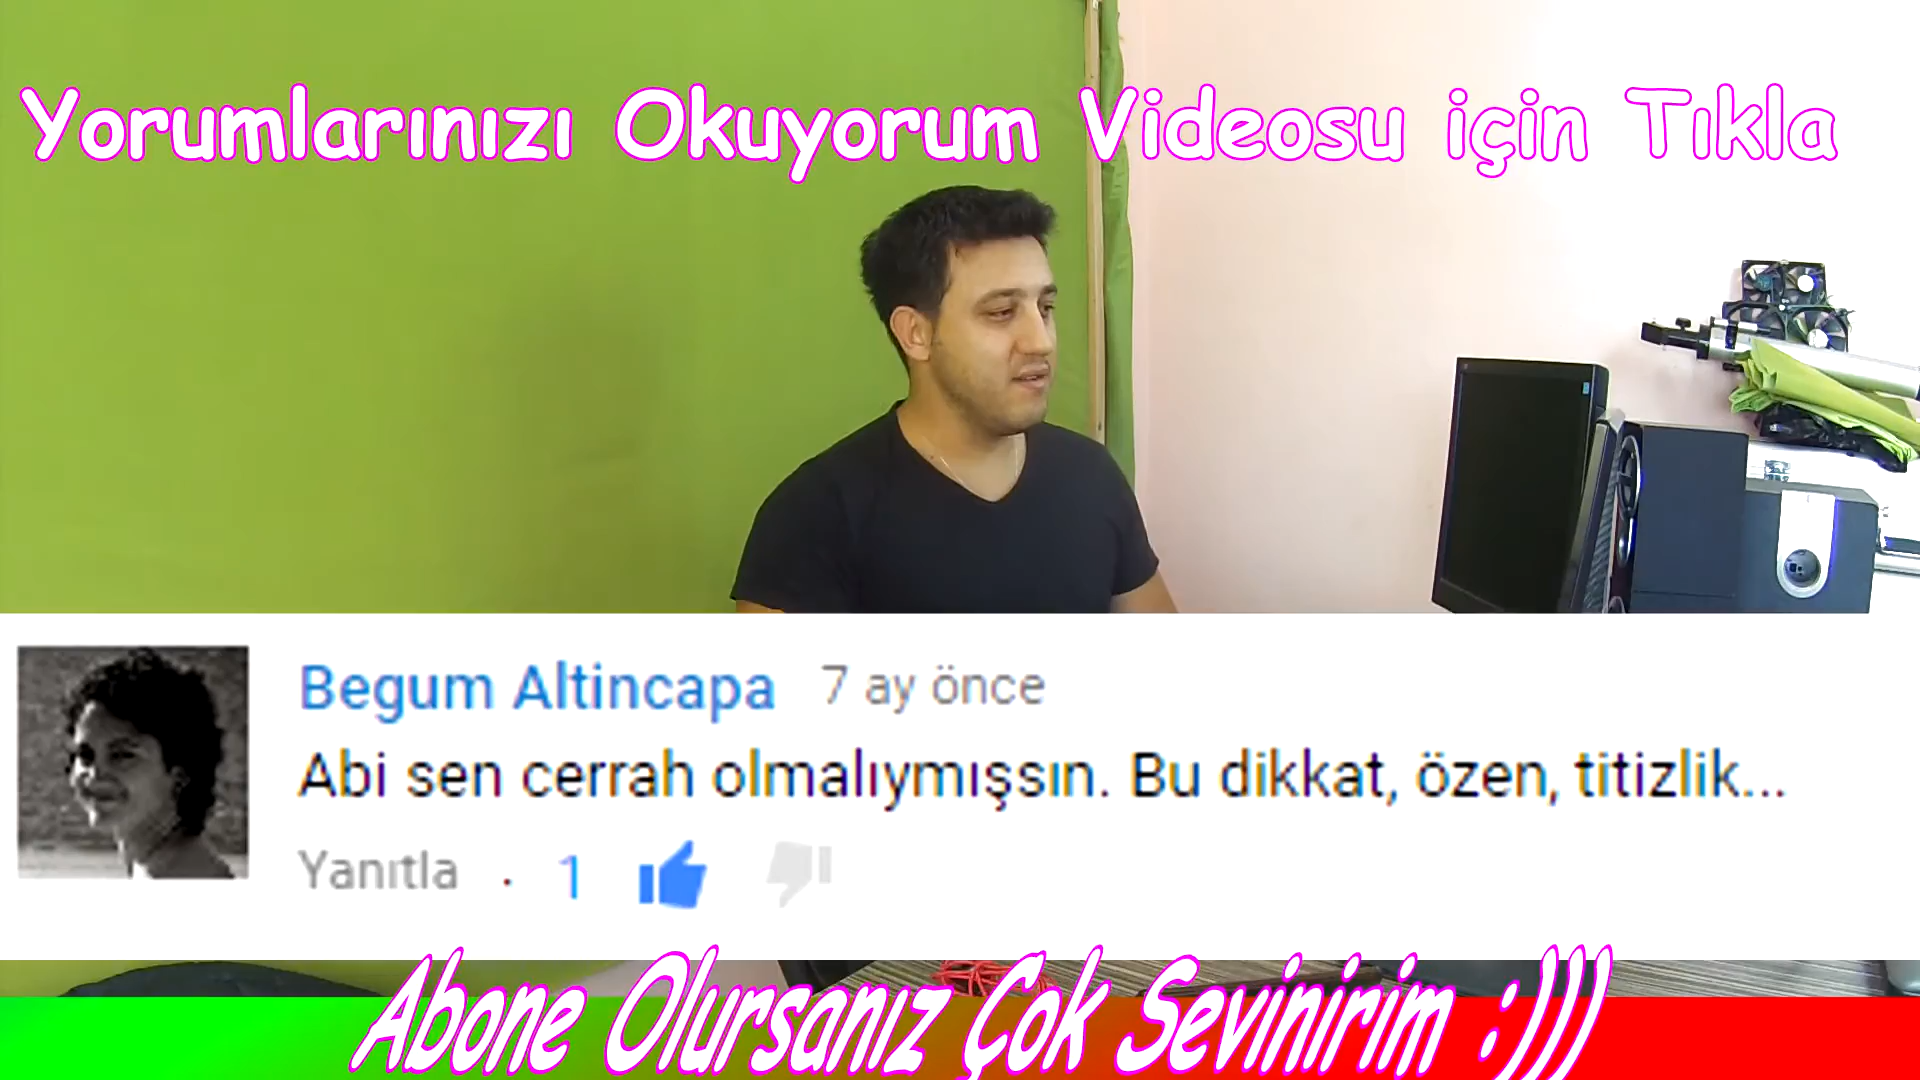 Yorumlarınızı Okuyorum Videosu için Tıkla
Begum Altincapa 7 ay önce
Abi sen cerrah olmalıymışsın. Bu dikkat, özen, titizlik...
Yanıtla · 1
Abone Olursanız Çok Sevinirim :)))